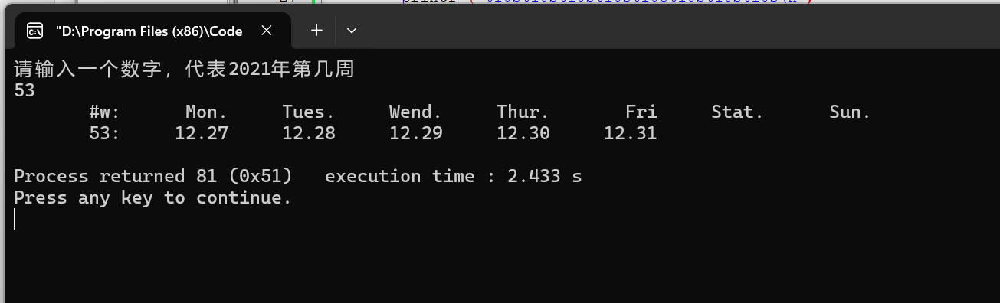 "D:\Program Files (x86)\Code
请输入一个数字，代表2021年第几周
53
#w: Mon. Tues. Wend. Thur. Fri Stat. Sun.
53: 12.27 12.28 12.29 12.30 12.31
Process returned 81 (0x51) execution time : 2.433 s
Press any key to continue.